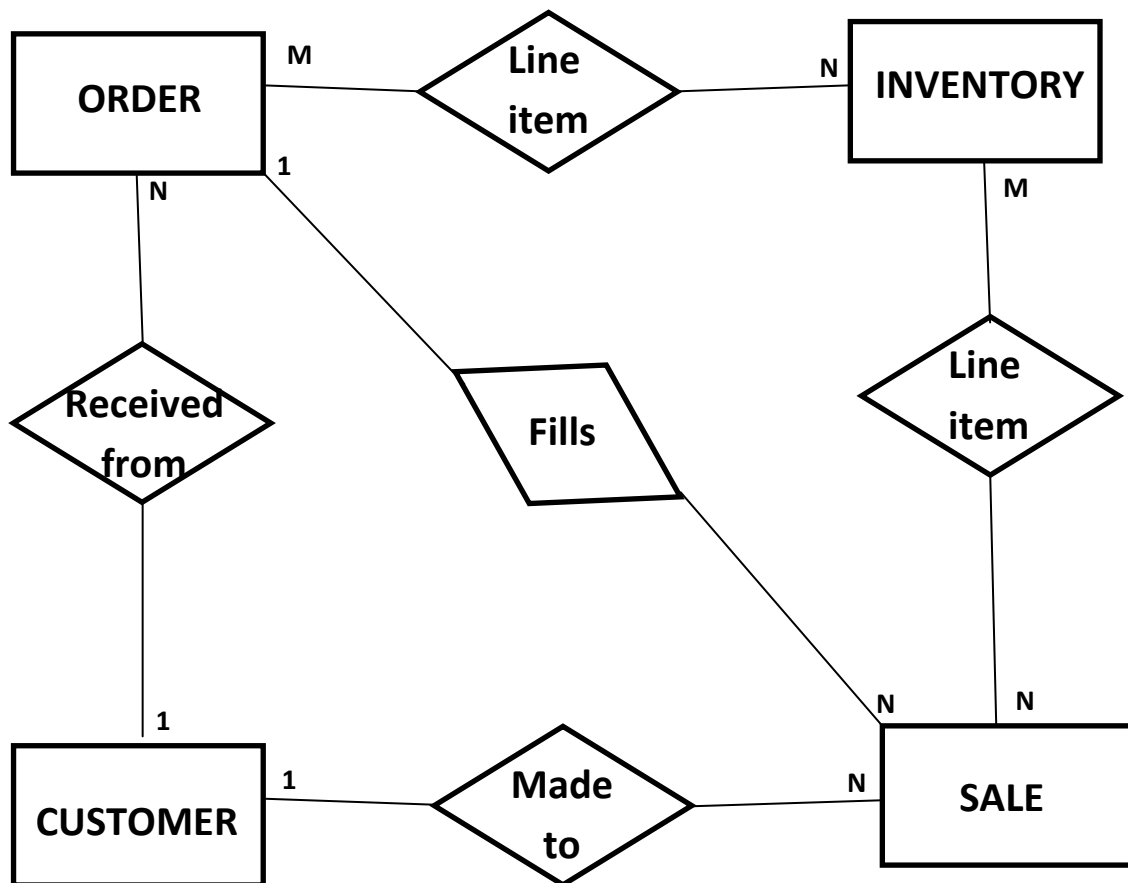 M
Line
item
N
ORDER
INVENTORY
1
N
M
Received
from
Fills
Line
item
1
N
N
1
Made
to
N
CUSTOMER
SALE